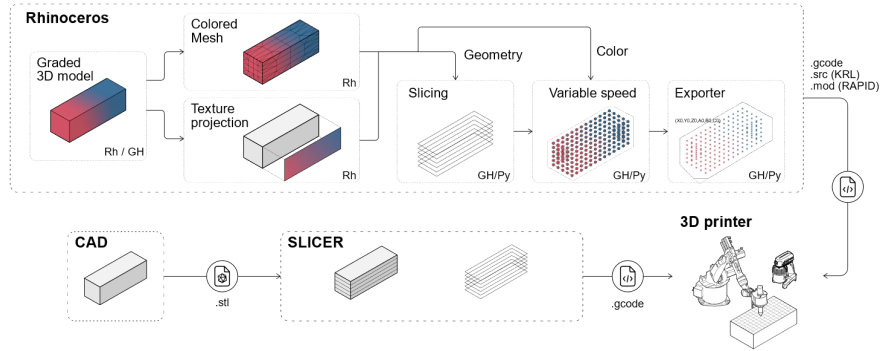 Rhinoceros
Graded
3D model
Rh / GH
Colored
Mesh
Rh
Texture
projection
Rh
Geometry
Color
Slicing
GH/Py
Variable speed
GH/Py
Exporter
(X0,Y0,Z0,A0,B0,C0)
GH/Py
.gcode
.src (KRL)
.mod (RAPID)
CAD
.stl
SLICER
.gcode
3D printer